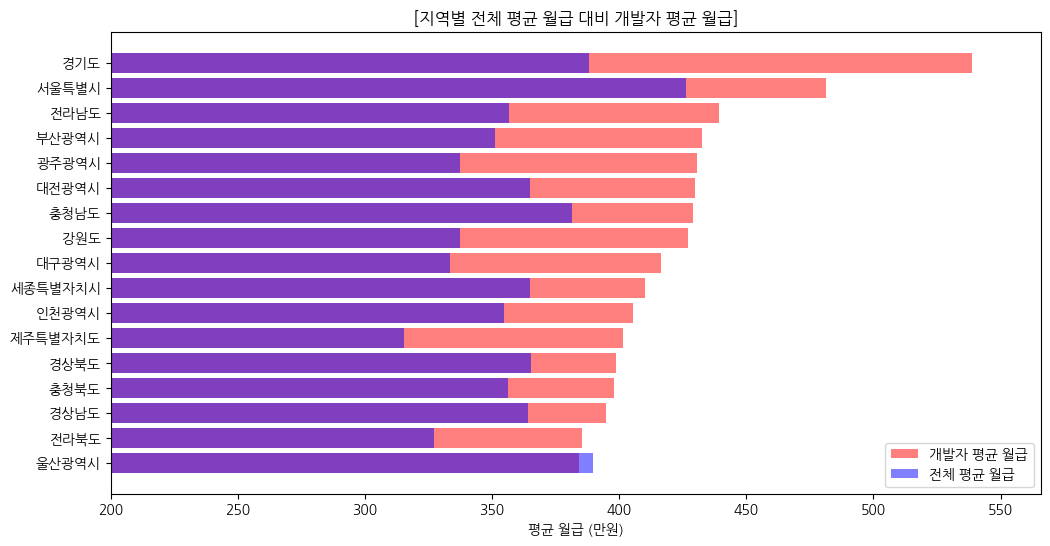 [지역별 전체 평균 월급 대비 개발자 평균 월급]
경기도
서울특별시
전라남도
부산광역시
광주광역시
대전광역시
충청남도
강원도
대구광역시
세종특별자치시
인천광역시
제주특별자치도
경상북도
충청북도
경상남도
전라북도
울산광역시
개발자 평균 월급
전체 평균 월급
200 250 300 350 400 450 500 550
평균 월급 (만원)